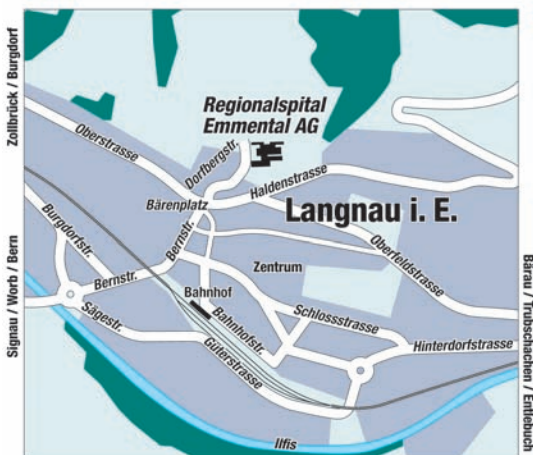 Zollbrück / Burgdorf
Regionalspital
Emmental AG
Oberstrasse
Dorfbergstr.
Haldenstrasse
Bärenplatz
Langnau i. E.
Burgdorfstr.
Bernstr.
Oberfeldstrasse
Zentrum
Bernstr.
Bahnhof
Signau / Worb / Bern
Sägestr.
Bahnhofstr.
Schlossstrasse
Güterstrasse
Hinterdorfstrasse
Bärau / Trubschachen / Entlebuch
Ilfis